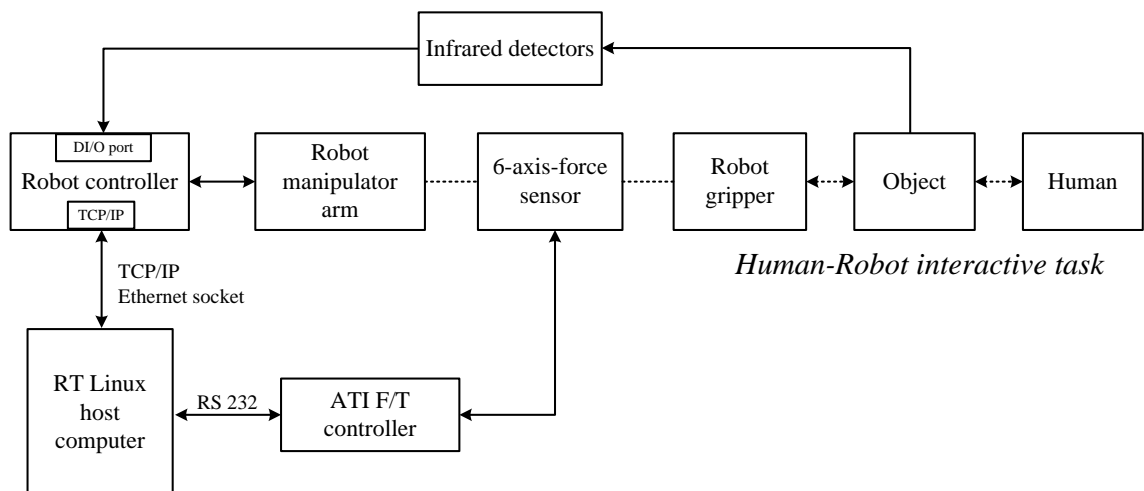 Infrared detectors
DI/O port
Robot controller
TCP/IP
Robot
manipulator
arm
6-axis-force
sensor
Robot
gripper
Object
Human
Human-Robot interactive task
TCP/IP
Ethernet socket
RT Linux
host
computer
RS 232
ATI F/T
controller